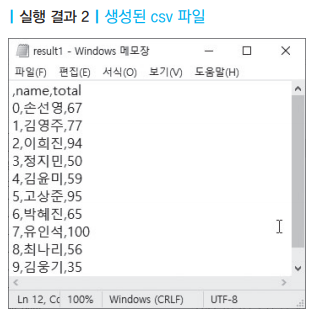 | 실행 결과 2 | 생성된 csv 파일
result1 - Windows 메모장
파일(F) 편집(E) 서식(O) 보기(V) 도움말(H)
,name,total
0,손선영,67
1,김영주,77
2,이희진,94
3,정지민,50
4,김윤미,59
5,고상준,95
6,박혜진,65
7,유인석,100
8,최나리,56
9,김웅기,35
Ln 12, Cc 100% Windows (CRLF) UTF-8